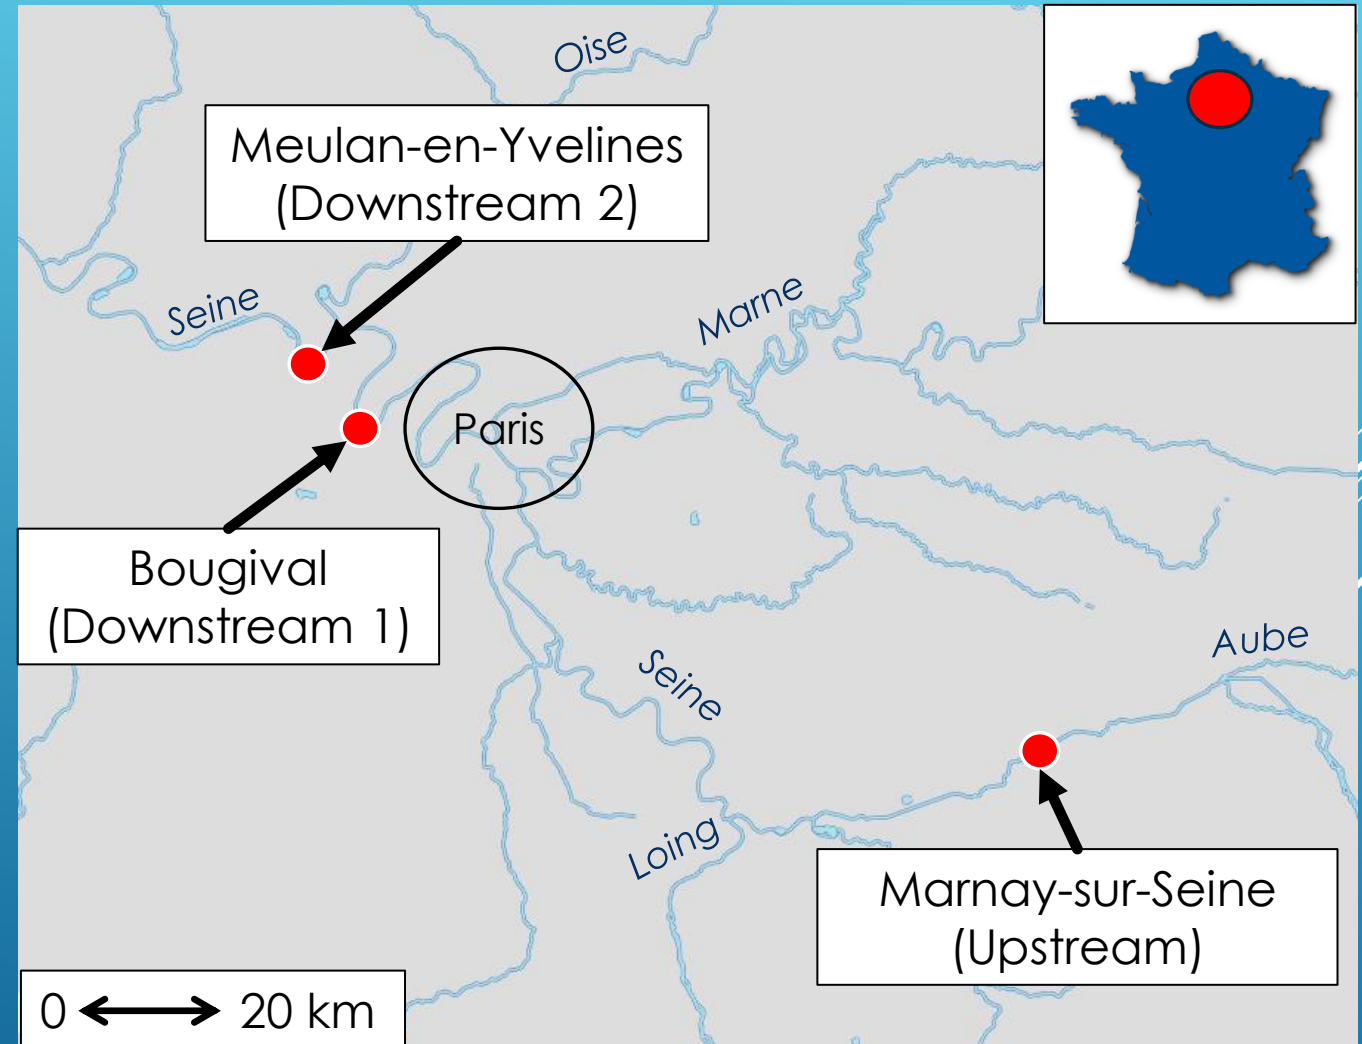 Oise
Meulan-en-Yvelines
(Downstream 2)
Seine
Marne
Paris
Bougival
(Downstream 1)
Seine
Aube
Loing
Marnay-sur-Seine
(Upstream)
0 20 km